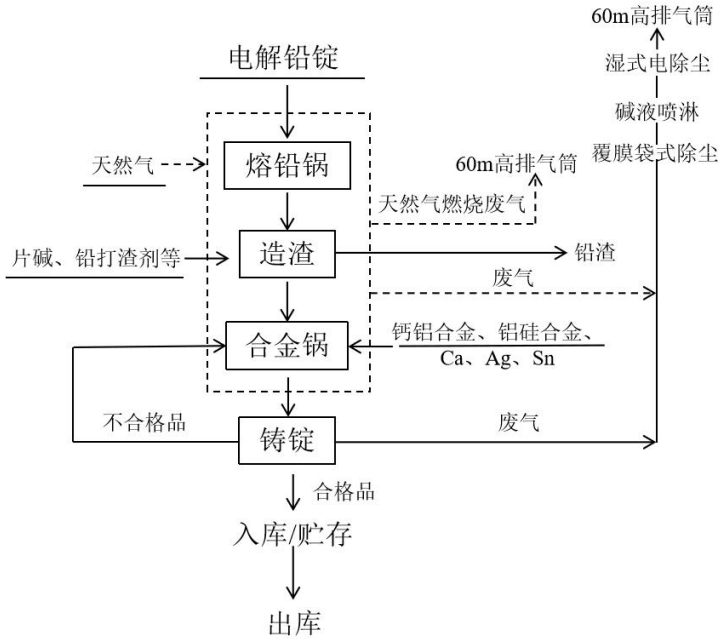 60m高排气筒
电解铅锭
湿式电除尘
碱液喷淋
覆膜袋式除尘
天然气
熔铅锅
60m高排气筒
天然气燃烧废气
片碱、铅打渣剂等
造渣
铅渣
废气
合金锅
钙铝合金、铝硅合金、
Ca、Ag、Sn
不合格品
铸锭
废气
合格品
入库/贮存
出库